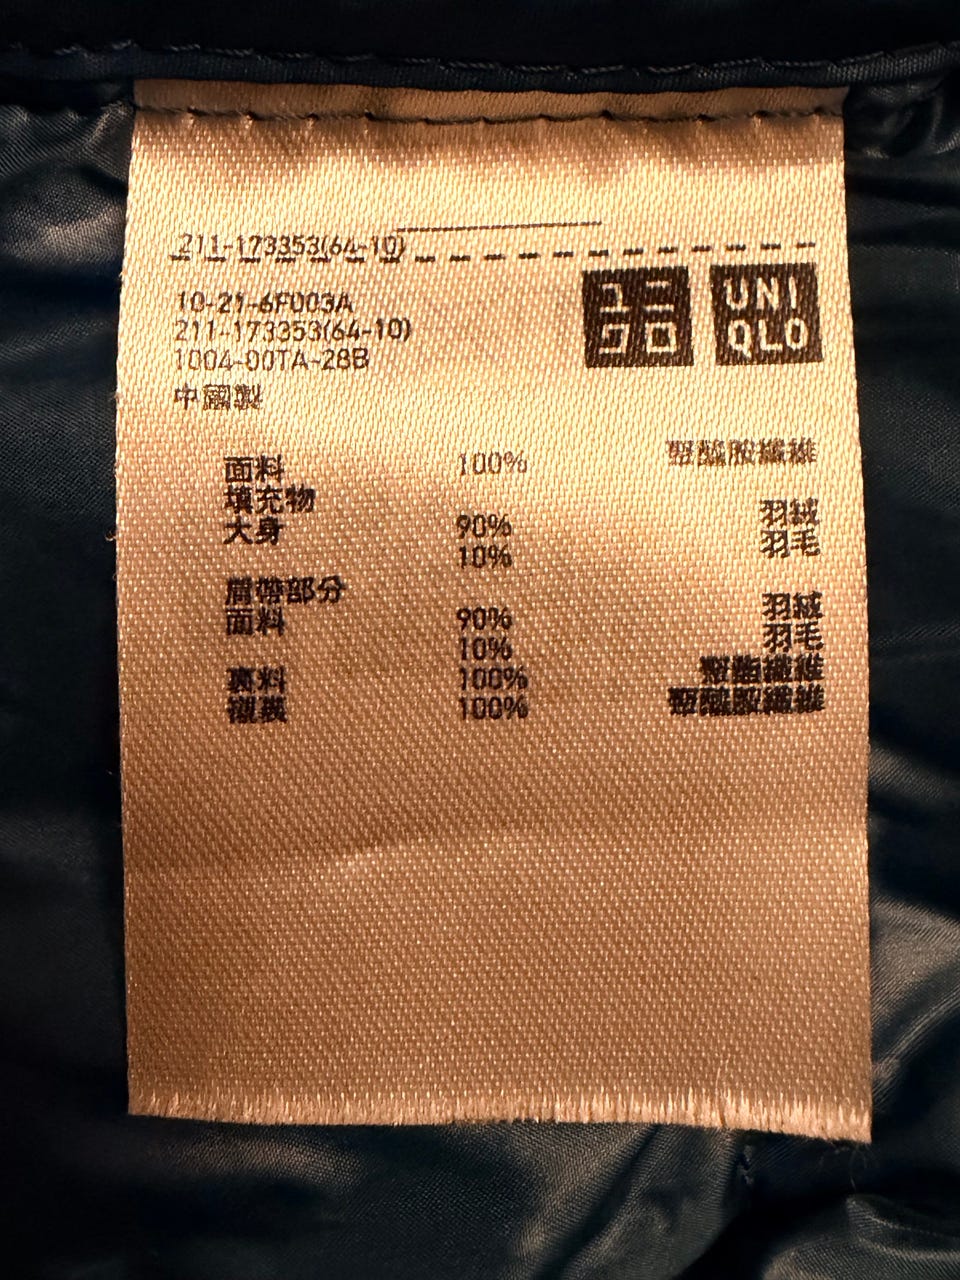 211-173353(64-10)
10-21-6F003A
211-173353(64-10)
1004-00TA-28B
中國製
ユニクロ
UNIQLO
面料 100% 聚醯胺纖維
填充物
大身 90% 羽絨
10% 羽毛
肩帶部分
面料 90% 羽絨
10% 羽毛
裏料 100% 聚酯纖維
襯裏 100% 聚醯胺纖維